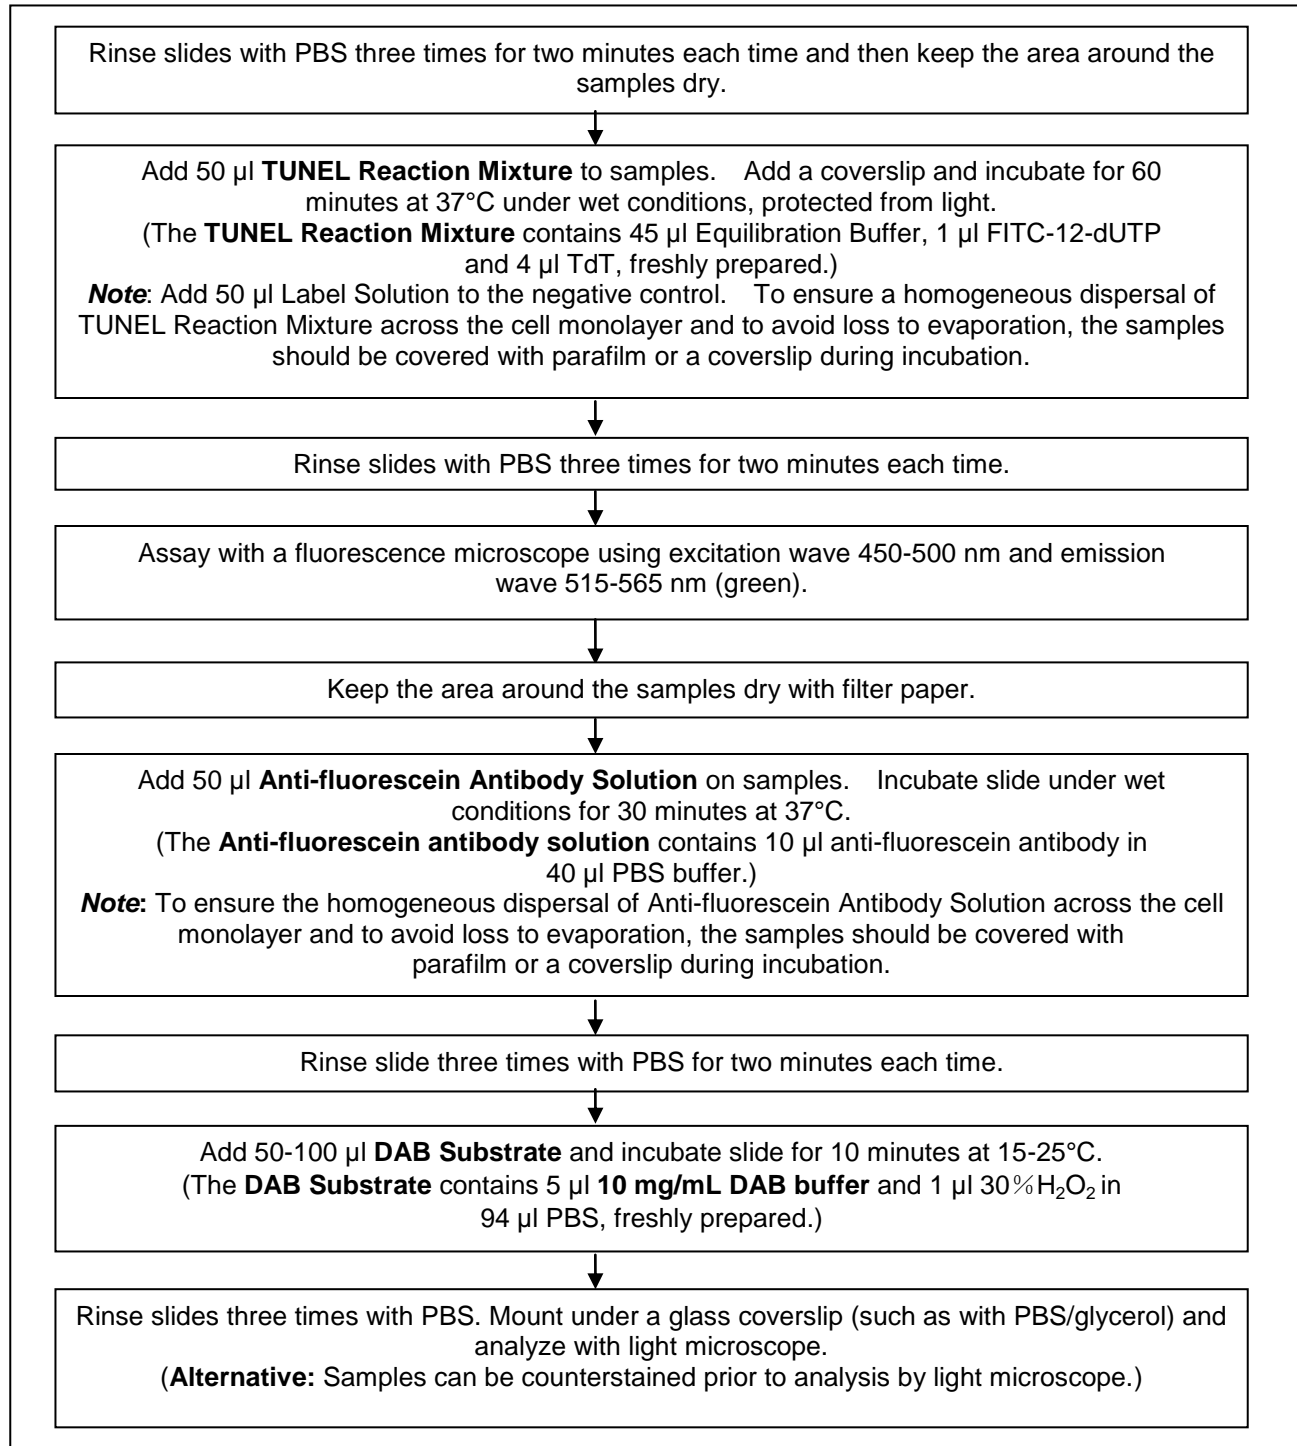 Rinse slides with PBS three times for two minutes each time and then keep the area around the
samples dry.
Add 50 µl TUNEL Reaction Mixture to samples. Add a coverslip and incubate for 60
minutes at 37°C under wet conditions, protected from light.
(The TUNEL Reaction Mixture contains 45 µl Equilibration Buffer, 1 µl FITC-12-dUTP
and 4 µl TdT, freshly prepared.)
Note: Add 50 µl Label Solution to the negative control. To ensure a homogeneous dispersal of
TUNEL Reaction Mixture across the cell monolayer and to avoid loss to evaporation, the samples
should be covered with parafilm or a coverslip during incubation.
Rinse slides with PBS three times for two minutes each time.
Assay with a fluorescence microscope using excitation wave 450-500 nm and emission
wave 515-565 nm (green).
Keep the area around the samples dry with filter paper.
Add 50 µl Anti-fluorescein Antibody Solution on samples. Incubate slide under wet
conditions for 30 minutes at 37°C.
(The Anti-fluorescein antibody solution contains 10 µl anti-fluorescein antibody in
40 µl PBS buffer.)
Note: To ensure the homogeneous dispersal of Anti-fluorescein Antibody Solution across the cell
monolayer and to avoid loss to evaporation, the samples should be covered with
parafilm or a coverslip during incubation.
Rinse slide three times with PBS for two minutes each time.
Add 50-100 µl DAB Substrate and incubate slide for 10 minutes at 15-25°C.
(The DAB Substrate contains 5 µl 10 mg/mL DAB buffer and 1 µl 30%H₂O₂ in
94 µl PBS, freshly prepared.)
Rinse slides three times with PBS. Mount under a glass coverslip (such as with PBS/glycerol) and
analyze with light microscope.
(Alternative: Samples can be counterstained prior to analysis by light microscope.)